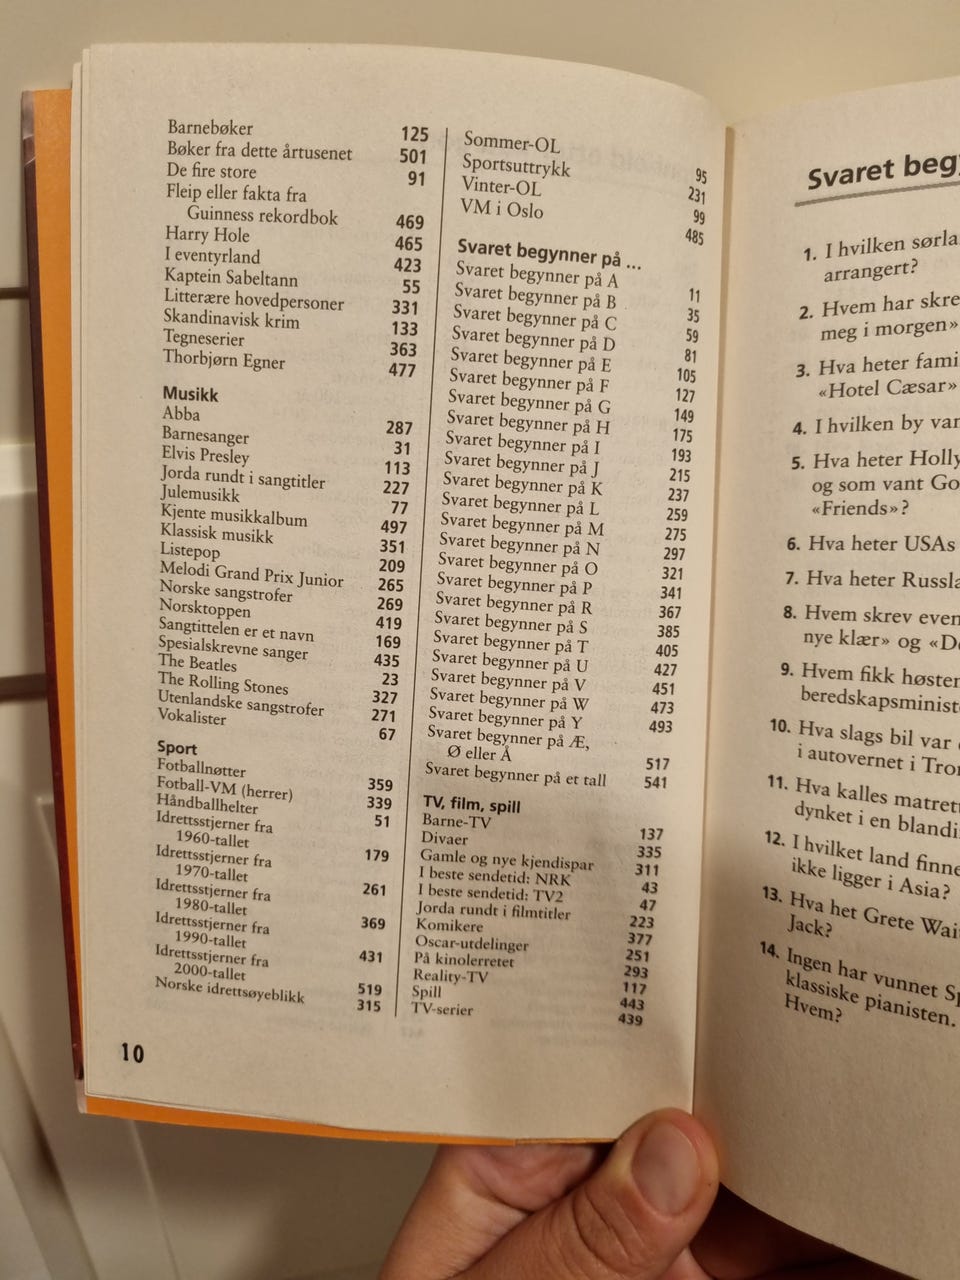 Barnebøker 125
Bøker fra dette årtusenet 501
De fire store 91
Fleip eller fakta fra
Guinness rekordbok 469
Harry Hole 465
I eventyrland 423
Kaptein Sabeltann 55
Litterære hovedpersoner 331
Skandinavisk krim 133
Tegneserier 363
Thorbjørn Egner 477
Musikk
Abba 287
Barnesanger 31
Elvis Presley 113
Jorda rundt i sangtitler 227
Julemusikk 77
Kjente musikkalbum 497
Klassisk musikk 351
Listepop 209
Melodi Grand Prix Junior 265
Norske sangstrofer 269
Norsktoppen 419
Sangtittelen er et navn 169
Spesialskrevne sanger 435
The Beatles 23
The Rolling Stones 327
Utenlandske sangstrofer 271
Vokalister 67
Sport
Fotballnøtter 359
Fotball-VM (herrer) 339
Håndballhelter 51
Idrettsstjerner fra
1960-tallet 179
Idrettsstjerner fra
1970-tallet 261
Idrettsstjerner fra
1980-tallet 369
Idrettsstjerner fra
1990-tallet 431
Idrettsstjerner fra
2000-tallet 519
Norske idrettsøyeblikk 315
Sommer-OL 95
Sportsuttrykk 231
Vinter-OL 99
VM i Oslo 485
Svaret begynner på ...
Svaret begynner på A 11
Svaret begynner på B 35
Svaret begynner på C 59
Svaret begynner på D 81
Svaret begynner på E 105
Svaret begynner på F 127
Svaret begynner på G 149
Svaret begynner på H 175
Svaret begynner på I 193
Svaret begynner på J 215
Svaret begynner på K 237
Svaret begynner på L 259
Svaret begynner på M 275
Svaret begynner på N 297
Svaret begynner på O 321
Svaret begynner på P 341
Svaret begynner på R 367
Svaret begynner på S 385
Svaret begynner på T 405
Svaret begynner på U 427
Svaret begynner på V 451
Svaret begynner på W 473
Svaret begynner på Y 493
Svaret begynner på Æ,
Ø eller Å 517
Svaret begynner på et tall 541
TV, film, spill
Barne-TV 137
Divaer 335
Gamle og nye kjendispar 311
I beste sendetid: NRK 43
I beste sendetid: TV2 47
Jorda rundt i filmtitler 223
Komikere 377
Oscar-utdelinger 251
På kinolerretet 293
Reality-TV 117
Spill 443
TV-serier 439
10
Svaret beg
1. I hvilken sørla
arrangert?
2. Hvem har skre
meg i morgen»
3. Hva heter fami
«Hotel Cæsar»
4. I hvilken by var
5. Hva heter Holly
og som vant Go
«Friends»?
6. Hva heter USAs
7. Hva heter Russla
8. Hvem skrev even
nye klær» og «D
9. Hvem fikk høsten
beredskapsminist
10. Hva slags bil var
i autovernet i Tro
11. Hva kalles matret
dynket i en blandi
12. I hvilket land finne
ikke ligger i Asia?
13. Hva het Grete Wai
Jack?
14. Ingen har vunnet Sp
klassiske pianisten.
Hvem?